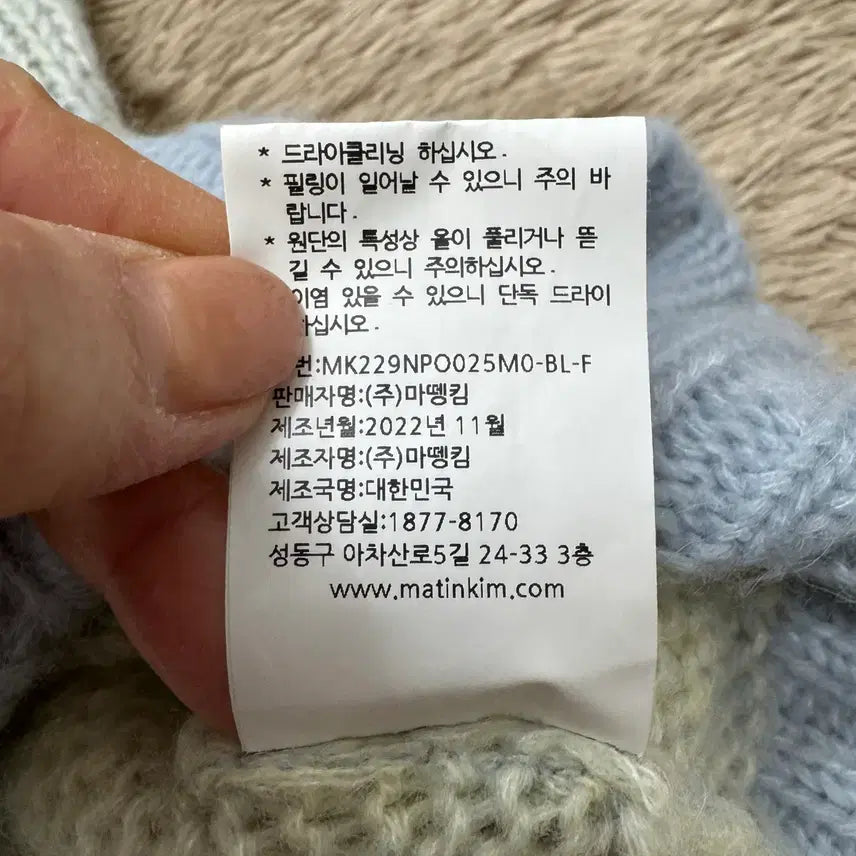 * 드라이클리닝 하십시오.
* 필링이 일어날 수 있으니 주의 바
랍니다.
* 원단의 특성상 올이 풀리거나 뜯
길 수 있으니 주의하십시오.
이염 있을 수 있으니 단독 드라이
하십시오.
번:MK229NPO025M0-BL-F
판매자명:(주)마뗑킴
제조년월:2022년 11월
제조자명:(주)마뗑킴
제조국명:대한민국
고객상담실:1877-8170
성동구 아차산로5길 24-33 3층
www.matinkim.com